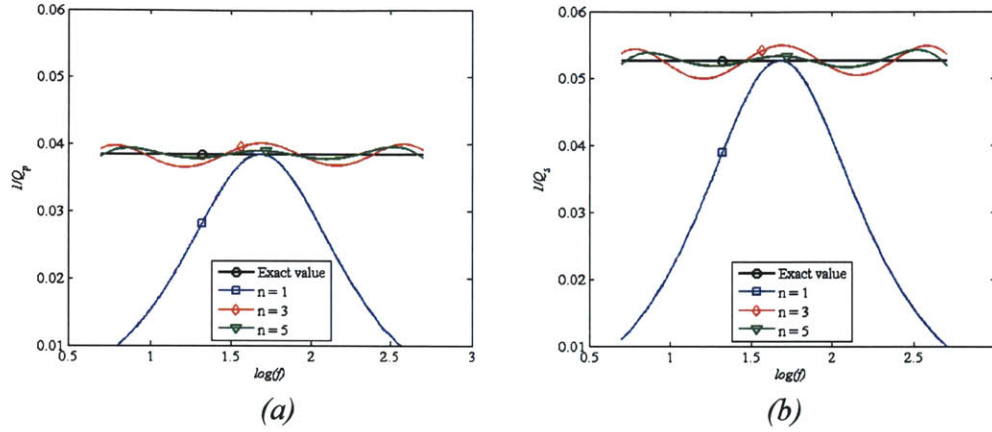 0.06
0.05
0.04
0.03
0.02
0.01
1/Qp
0.5
1
1.5
2
2.5
3
log(f)
Exact value
n = 1
n = 3
n = 5
(a)
0.06
0.05
0.04
0.03
0.02
0.01
1/Qs
0.5
1
1.5
2
2.5
log(f)
Exact value
n = 1
n = 3
n = 5
(b)